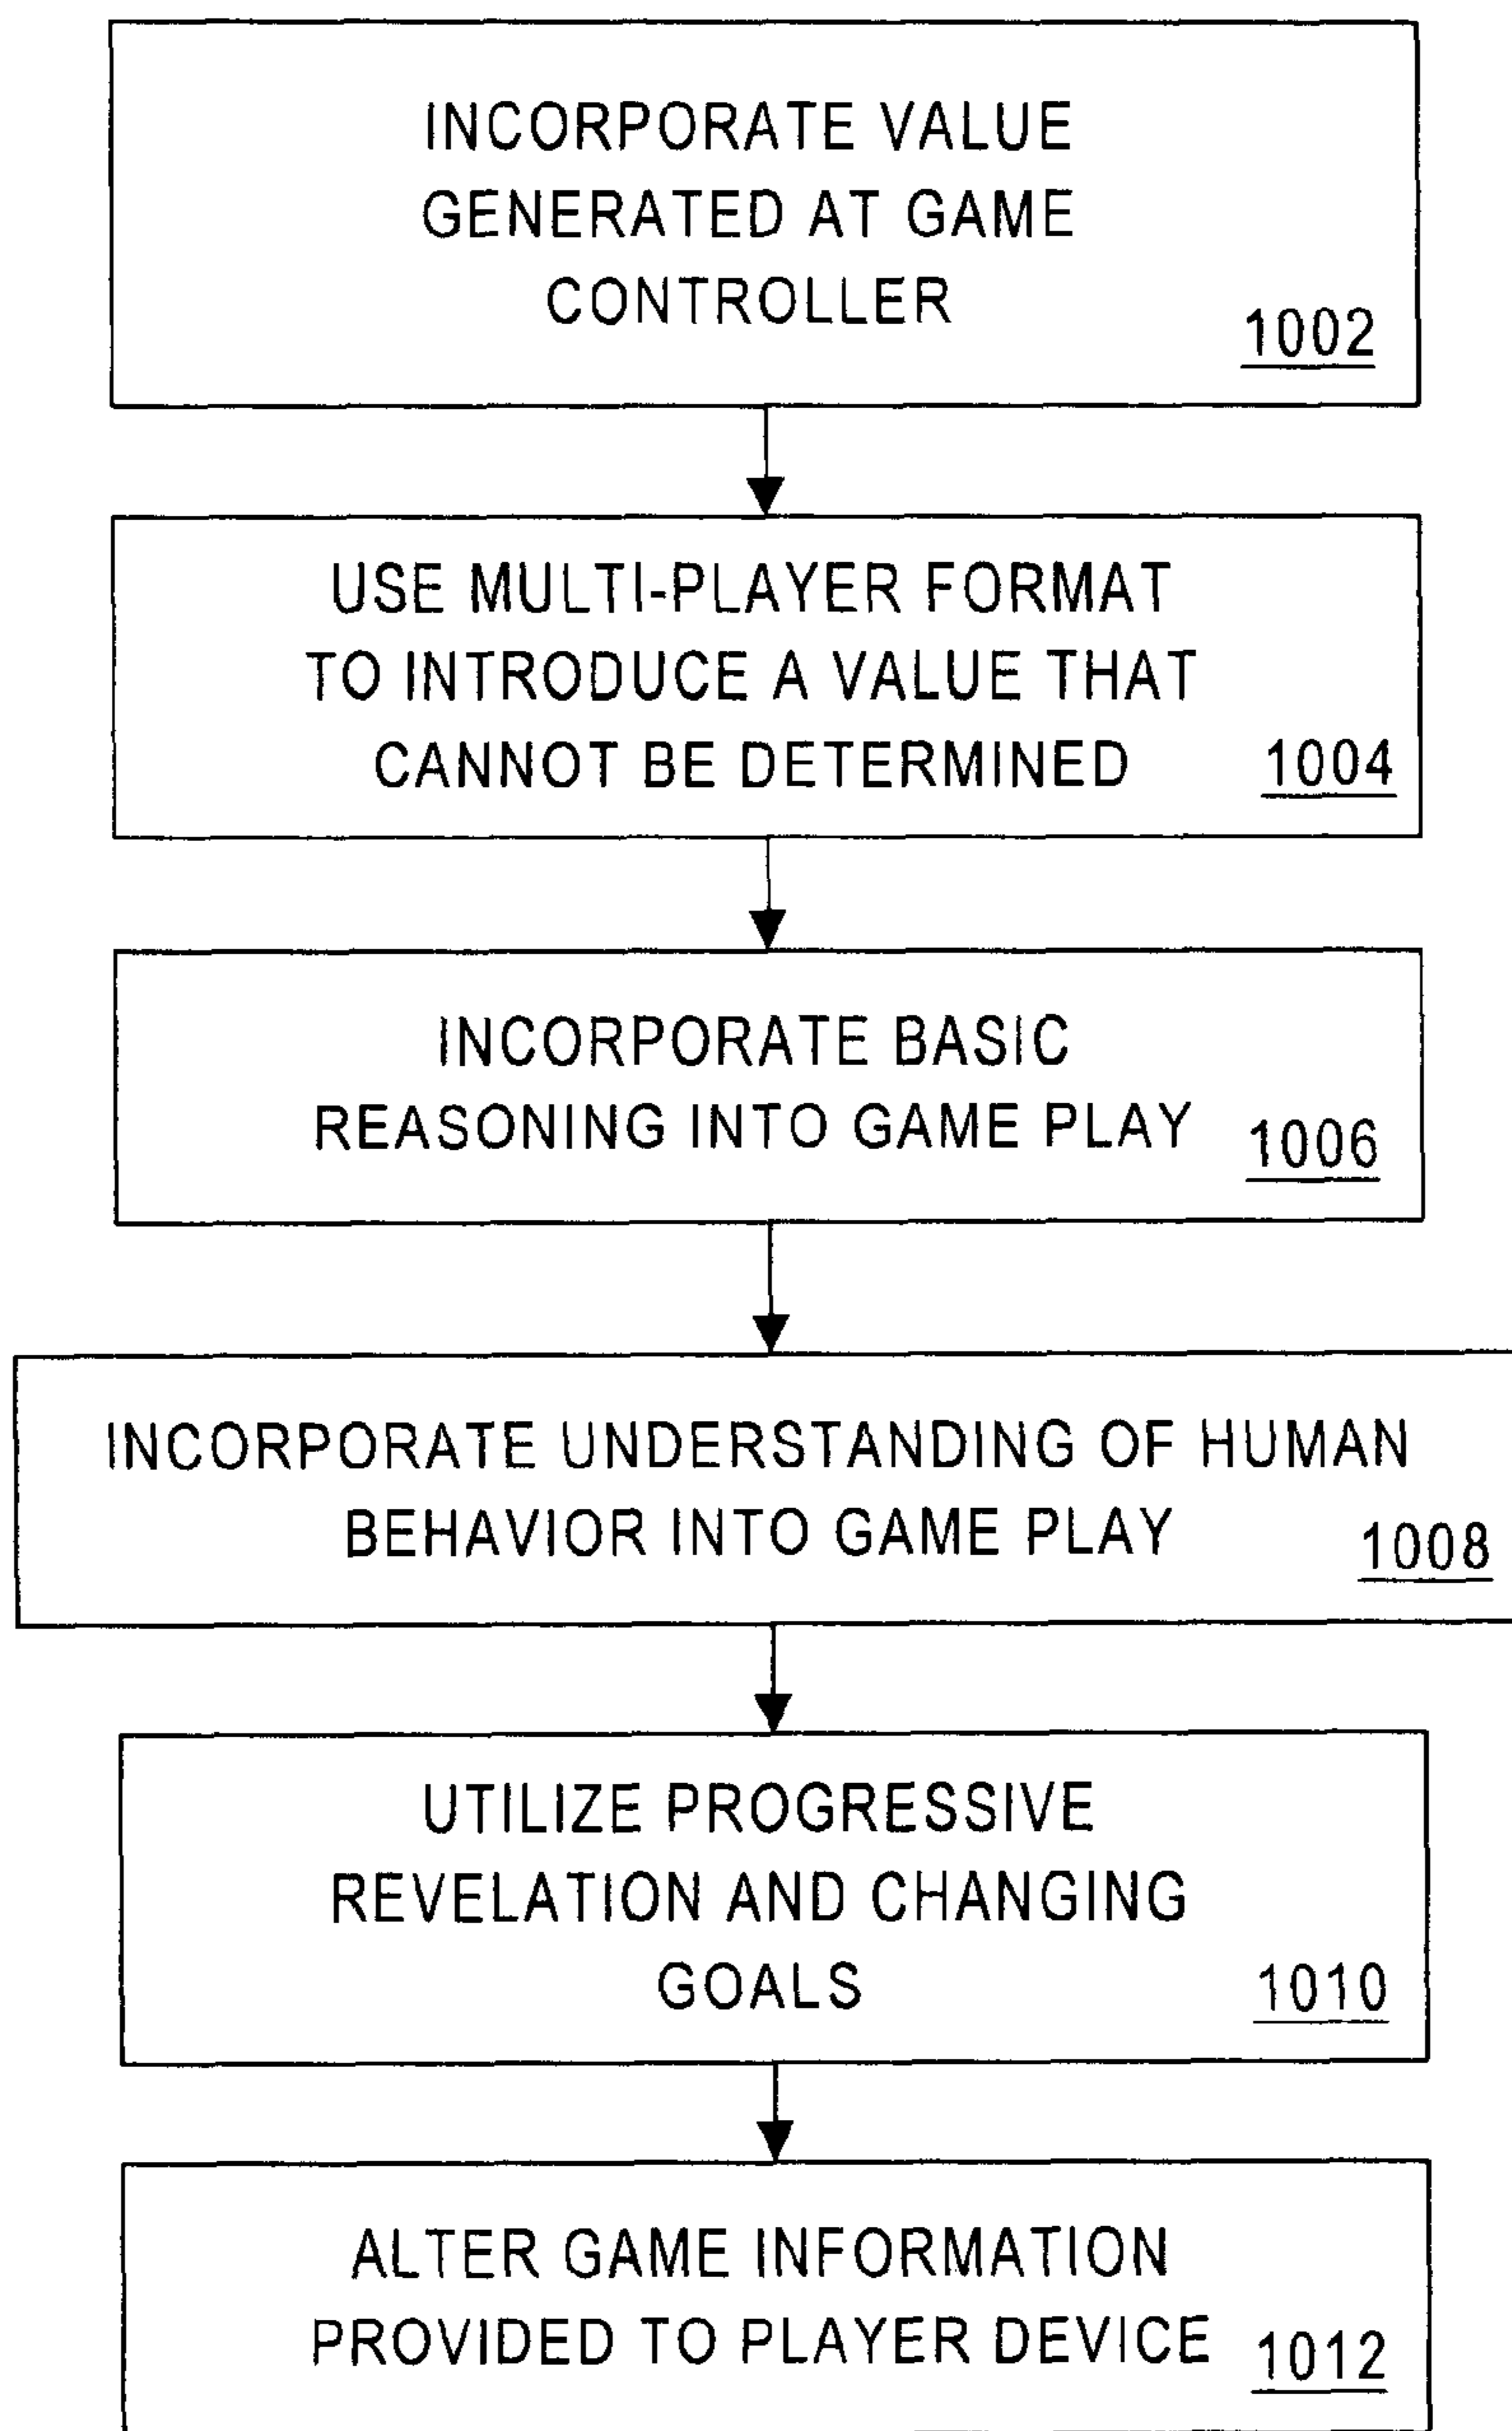 INCORPORATE VALUE
GENERATED AT GAME
CONTROLLER
1002
USE MULTI-PLAYER FORMAT
TO INTRODUCE A VALUE THAT
CANNOT BE DETERMINED 1004
INCORPORATE BASIC
REASONING INTO GAME PLAY 1006
INCORPORATE UNDERSTANDING OF HUMAN
BEHAVIOR INTO GAME PLAY 1008
UTILIZE PROGRESSIVE
REVELATION AND CHANGING
GOALS 1010
ALTER GAME INFORMATION
PROVIDED TO PLAYER DEVICE 1012